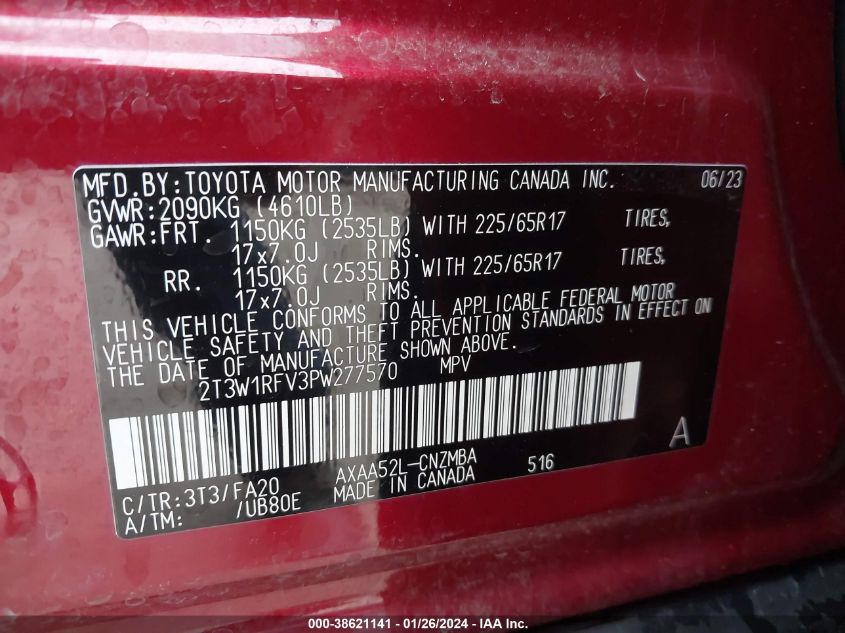 MFD.BY:TOYOTA MOTOR MANUFACTURING CANADA INC. 06/23
GVWR:2090KG (4610LB)
GAWR:FRT. 1150KG (2535LB) WITH 225/65R17 TIRES,
17x7.0J RIMS.
RR. 1150KG (2535LB) WITH 225/65R17 TIRES,
17x7.0J RIMS.
THIS VEHICLE CONFORMS TO ALL APPLICABLE FEDERAL MOTOR
VEHICLE SAFETY AND THEFT PREVENTION STANDARDS IN EFFECT ON
THE DATE OF MANUFACTURE SHOWN ABOVE.
2T3W1RFV3PW277570 MPV
A
C/TR:3T3/FA20 AXAA52L-CNZMBA 516
A/TM: /UB80E MADE IN CANADA
000-38621141 - 01/26/2024 - IAA Inc.